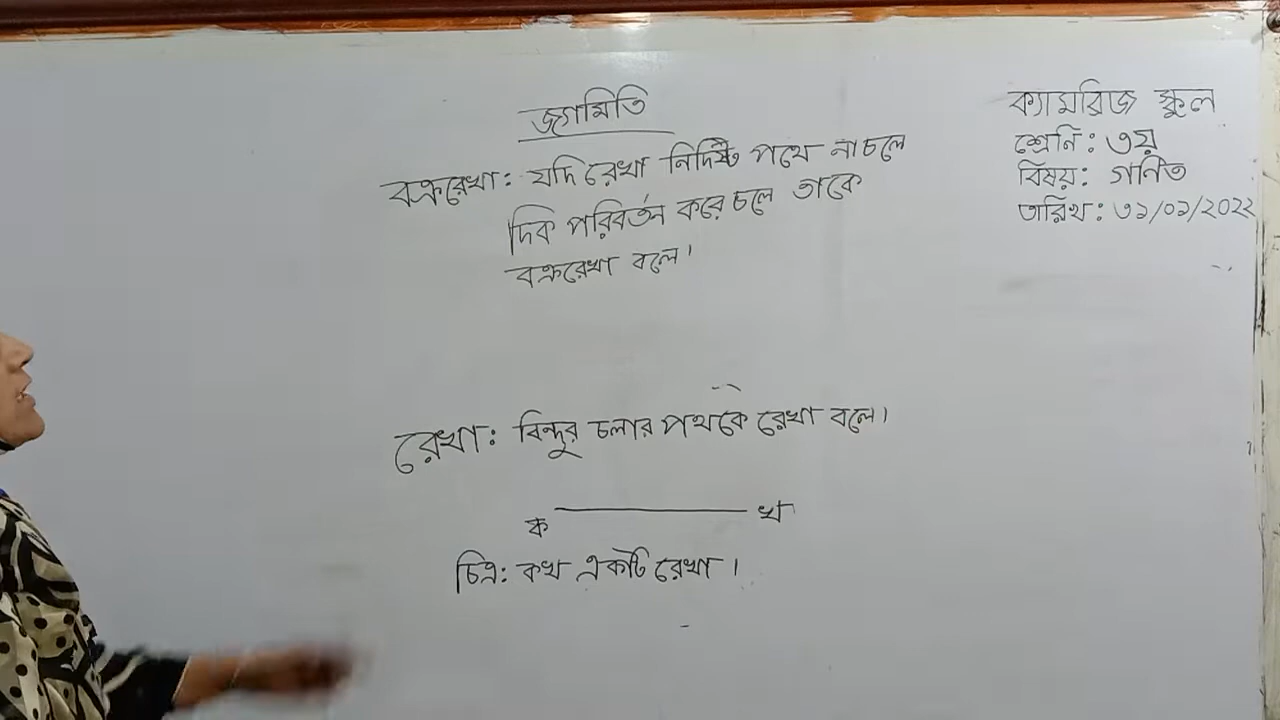 জ্যামিতি
ক্যামব্রিজ স্কুল
শ্রেনি: ৩য়
বিষয়: গনিত
তারিখ: ৩১/০১/২০২২
বক্ররেখা: যদি রেখা নির্দিষ্ট পথে না চলে
দিক পরিবর্তন করে চলে তাকে
বক্ররেখা বলে।
রেখা: বিন্দুর চলার পথকে রেখা বলে।
ক খ
চিত্র: কখ একটি রেখা।